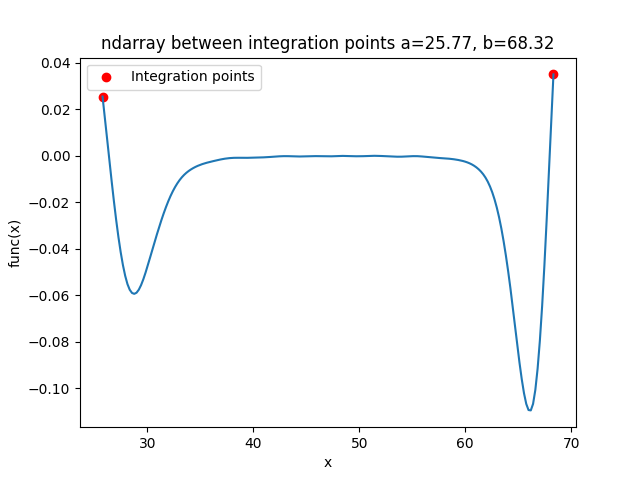 ndarray between integration points a=25.77, b=68.32
Integration points
0.04
0.02
0.00
−0.02
−0.04
−0.06
−0.08
−0.10
func(x)
30 40 50 60 70
x